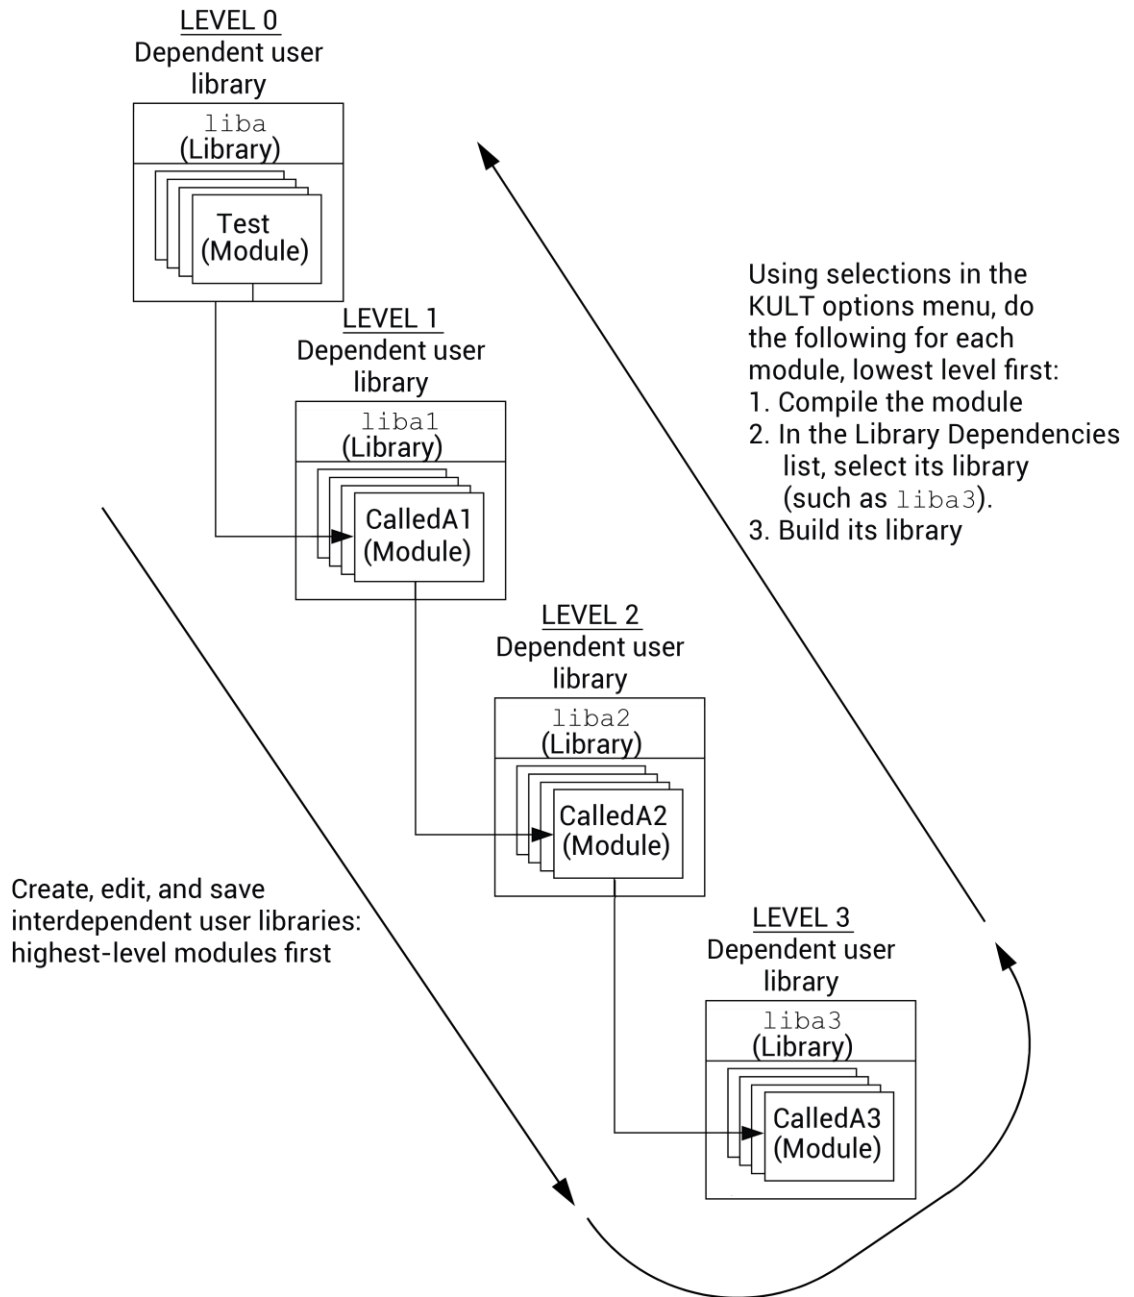 LEVEL 0
Dependent user
library
liba
(Library)
Test
(Module)
LEVEL 1
Dependent user
library
liba1
(Library)
CalledA1
(Module)
Using selections in the
KULT options menu, do
the following for each
module, lowest level first:
1. Compile the module
2. In the Library Dependencies
list, select its library
(such as liba3).
3. Build its library
LEVEL 2
Dependent user
library
liba2
(Library)
CalledA2
(Module)
Create, edit, and save
interdependent user libraries:
highest-level modules first
LEVEL 3
Dependent user
library
liba3
(Library)
CalledA3
(Module)